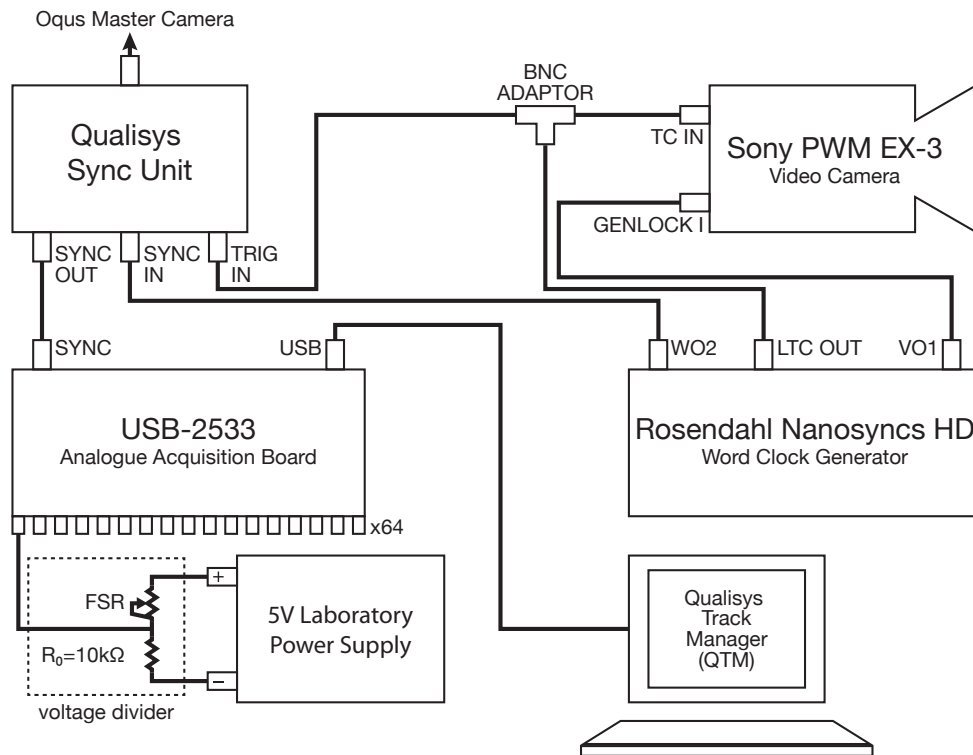 Oqus Master Camera
Qualisys
Sync Unit
BNC
ADAPTOR
TC IN
Sony PWM EX-3
Video Camera
GENLOCK I
SYNC
OUT
SYNC
IN
TRIG
IN
SYNC
USB
WO2
LTC OUT
VO1
USB-2533
Analogue Acquisition Board
Rosendahl Nanosyncs HD
Word Clock Generator
x64
+
FSR
5V Laboratory
Power Supply
R₀=10kΩ
−
voltage divider
Qualisys
Track
Manager
(QTM)